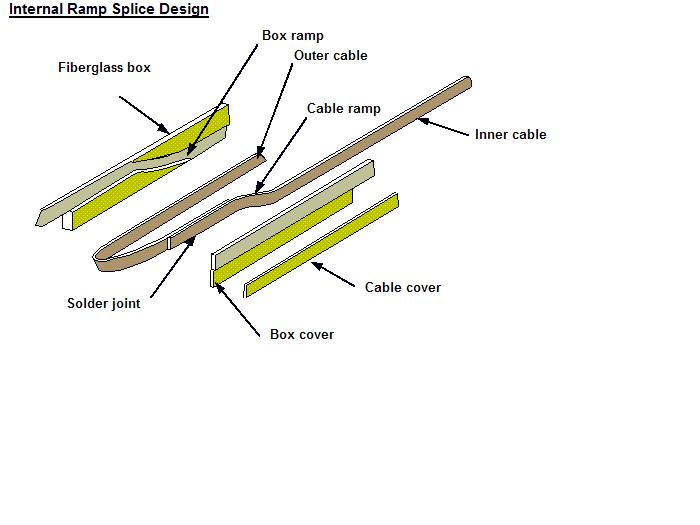 Internal Ramp Splice Design
Box ramp
Outer cable
Fiberglass box
Cable ramp
Inner cable
Cable cover
Solder joint
Box cover